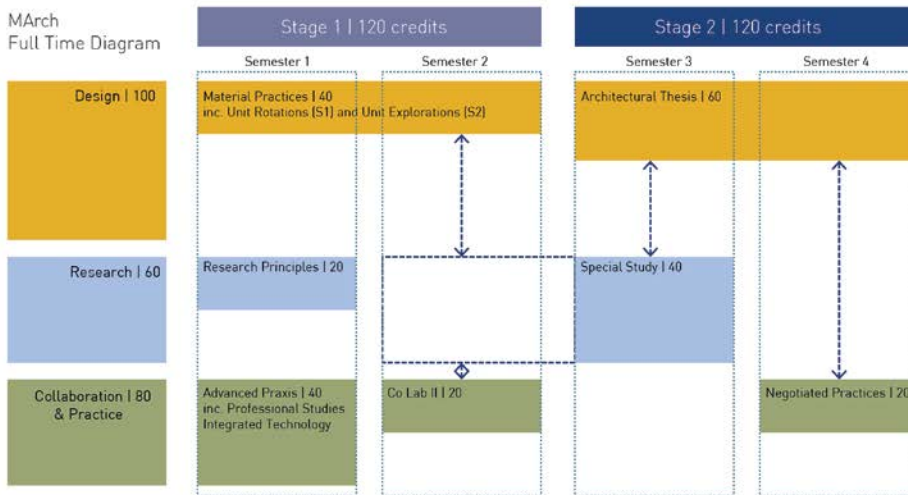 MArch
Full Time Diagram
Stage 1 | 120 credits
Stage 2 | 120 credits
Semester 1
Semester 2
Semester 3
Semester 4
Design | 100
Material Practices | 40
inc. Unit Rotations (S1) and Unit Explorations (S2)
Architectural Thesis | 60
Research | 60
Research Principles | 20
Special Study | 40
Collaboration | 80
& Practice
Advanced Praxis | 40
inc. Professional Studies
Integrated Technology
Co Lab II | 20
Negotiated Practices | 20